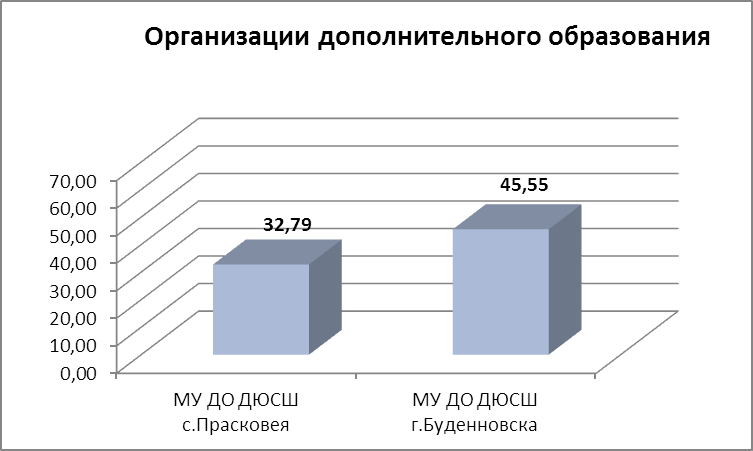 Организации дополнительного образования
45,55
32,79
70,00
60,00
50,00
40,00
30,00
20,00
10,00
0,00
МУ ДО ДЮСШ
с.Прасковея
МУ ДО ДЮСШ
г.Буденновска